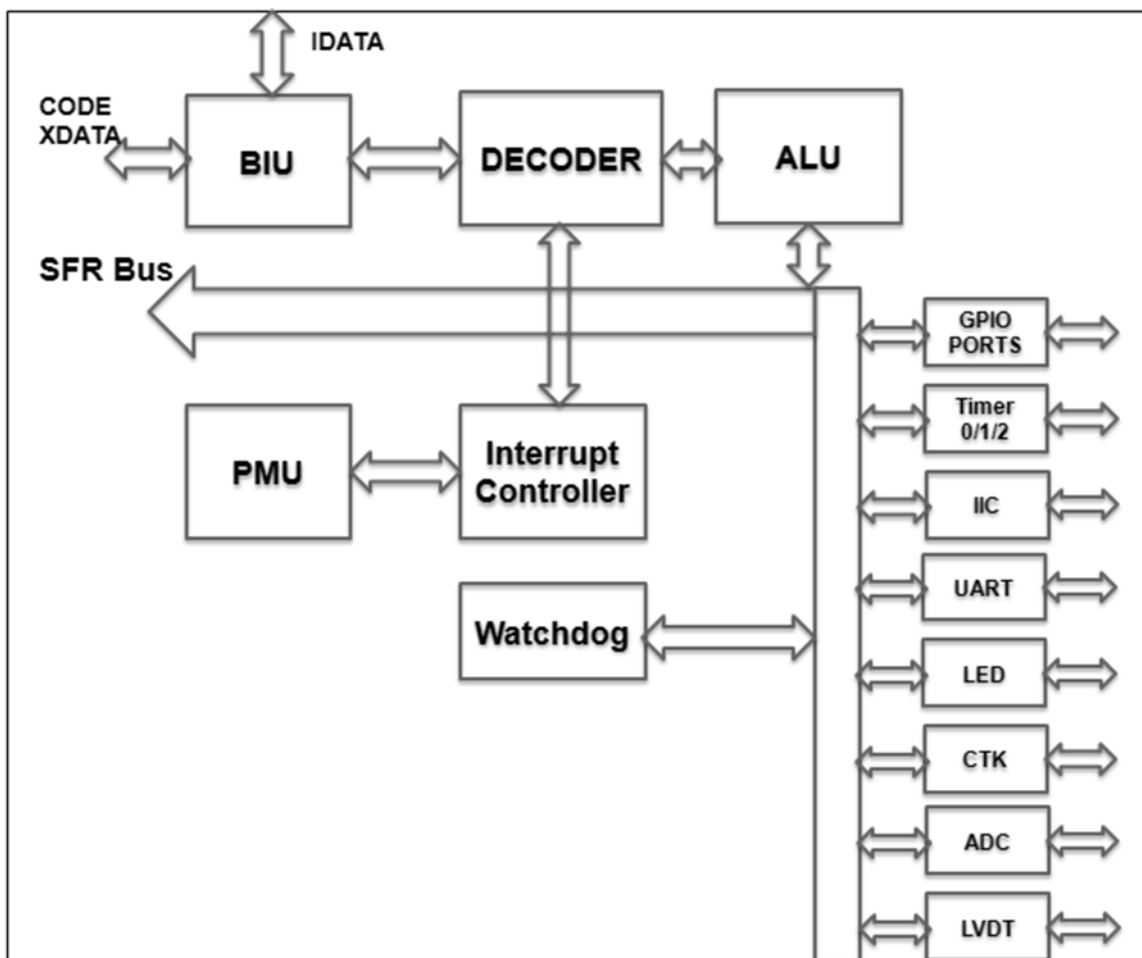 IDATA
CODE
XDATA
BIU
DECODER
ALU
SFR Bus
GPIO
PORTS
Timer
0/1/2
PMU
Interrupt
Controller
IIC
UART
Watchdog
LED
CTK
ADC
LVDT